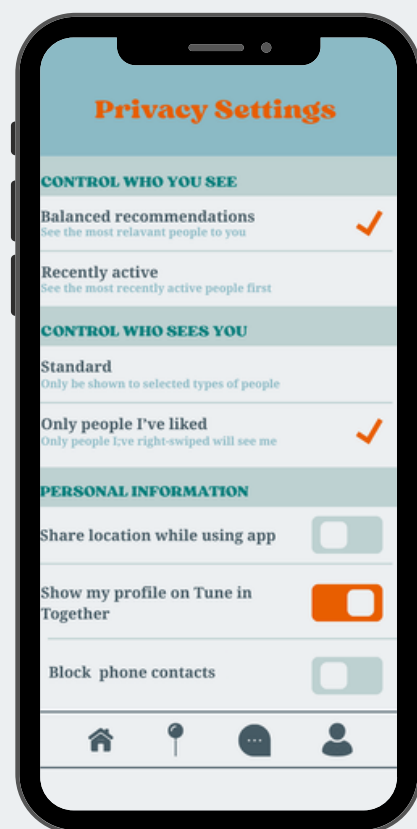 Privacy Settings
CONTROL WHO YOU SEE
Balanced recommendations
See the most relavant people to you
Recently active
See the most recently active people first
CONTROL WHO SEES YOU
Standard
Only be shown to selected types of people
Only people I've liked
Only people I;ve right-swiped will see me
PERSONAL INFORMATION
Share location while using app
Show my profile on Tune in
Together
Block phone contacts